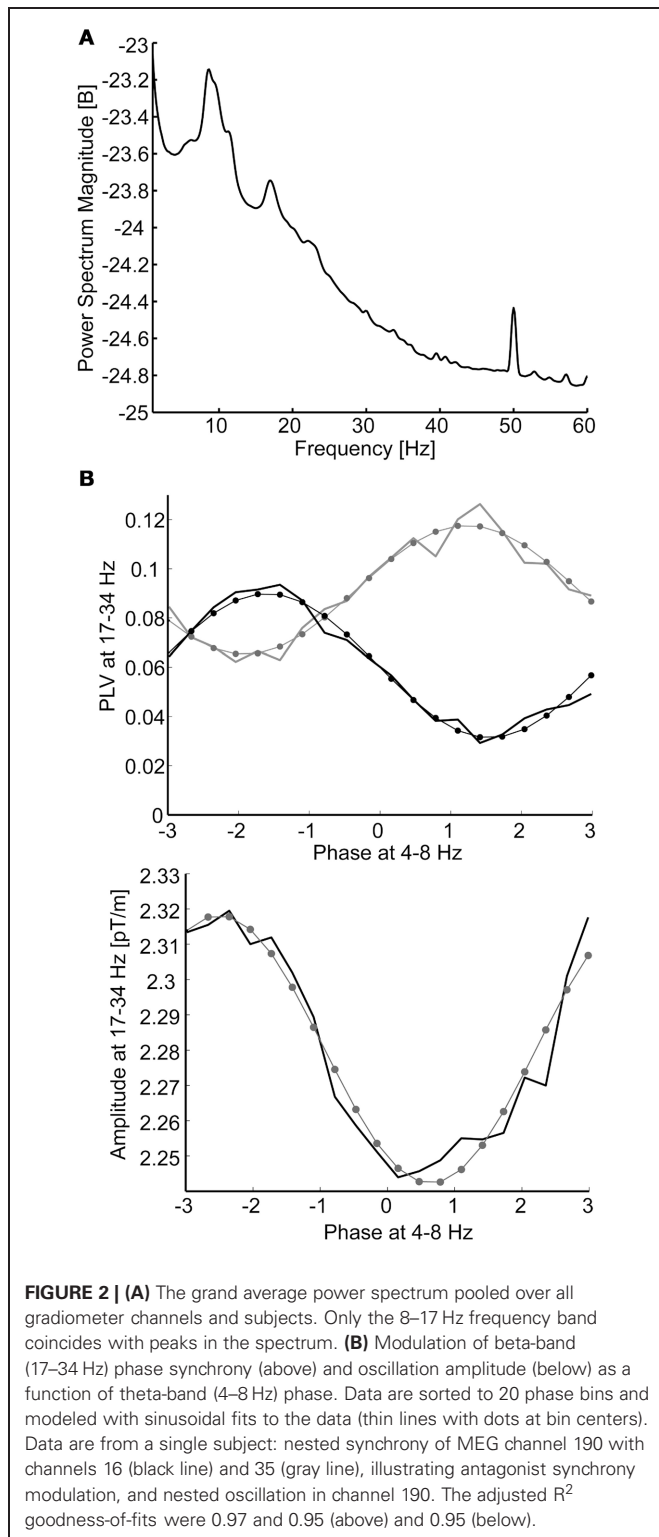 A
-23
-23.2
-23.4
-23.6
-23.8
-24
-24.2
-24.4
-24.6
-24.8
-25
Power Spectrum Magnitude [B]
10 20 30 40 50 60
Frequency [Hz]
B
0.12
0.1
0.08
0.06
0.04
0.02
0
PLV at 17-34 Hz
-3 -2 -1 0 1 2 3
Phase at 4-8 Hz
2.33
2.32
2.31
2.3
2.29
2.28
2.27
2.26
2.25
Amplitude at 17-34 Hz [pT/m]
-3 -2 -1 0 1 2 3
Phase at 4-8 Hz
FIGURE 2 | (A) The grand average power spectrum pooled over all
gradiometer channels and subjects. Only the 8–17 Hz frequency band
coincides with peaks in the spectrum. (B) Modulation of beta-band
(17–34 Hz) phase synchrony (above) and oscillation amplitude (below) as a
function of theta-band (4–8 Hz) phase. Data are sorted to 20 phase bins and
modeled with sinusoidal fits to the data (thin lines with dots at bin centers).
Data are from a single subject: nested synchrony of MEG channel 190 with
channels 16 (black line) and 35 (gray line), illustrating antagonist synchrony
modulation, and nested oscillation in channel 190. The adjusted R²
goodness-of-fits were 0.97 and 0.95 (above) and 0.95 (below).